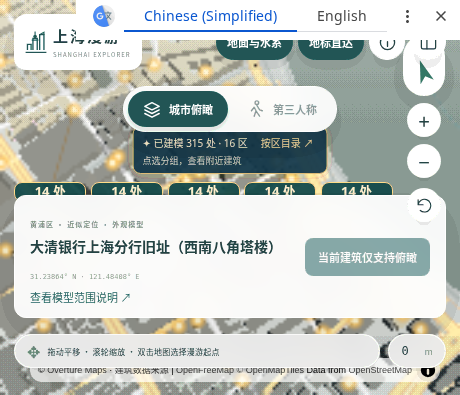 Chinese (Simplified)
English
上海漫游
SHANGHAI EXPLORER
地面与水系
地标直达
城市俯瞰
第三人称
✦ 已建模 315 处 · 16 区 按区目录 ↗
点选分组，查看附近建筑
14 处
14 处
14 处
14 处
14 处
黄浦区 · 近似定位 · 外观模型
大清银行上海分行旧址（西南八角塔楼）
当前建筑仅支持俯瞰
31.23864° N · 121.48408° E
查看模型范围说明 ↗
拖动平移 · 滚轮缩放 · 双击地图选择漫游起点
0 m
© Overture Maps · 建筑数据来源 | OpenFreeMap © OpenMapTiles Data from OpenStreetMap